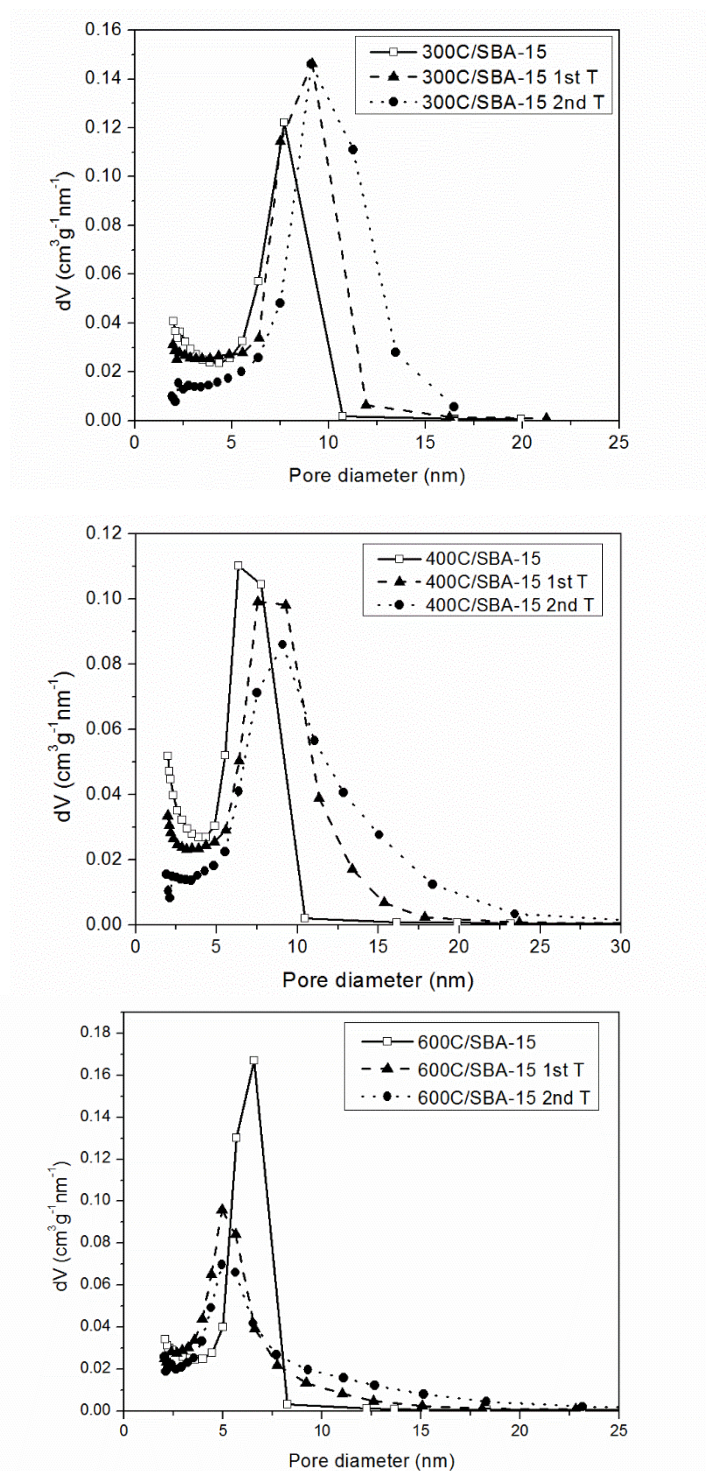 0.16
0.14
0.12
0.10
0.08
0.06
0.04
0.02
0.00
dV (cm³g⁻¹nm⁻¹)
300C/SBA-15
300C/SBA-15 1st T
300C/SBA-15 2nd T
0 5 10 15 20 25
Pore diameter (nm)
0.12
0.10
0.08
0.06
0.04
0.02
0.00
dV (cm³g⁻¹nm⁻¹)
400C/SBA-15
400C/SBA-15 1st T
400C/SBA-15 2nd T
0 5 10 15 20 25 30
Pore diameter (nm)
0.18
0.16
0.14
0.12
0.10
0.08
0.06
0.04
0.02
0.00
dV (cm³g⁻¹nm⁻¹)
600C/SBA-15
600C/SBA-15 1st T
600C/SBA-15 2nd T
0 5 10 15 20 25
Pore diameter (nm)